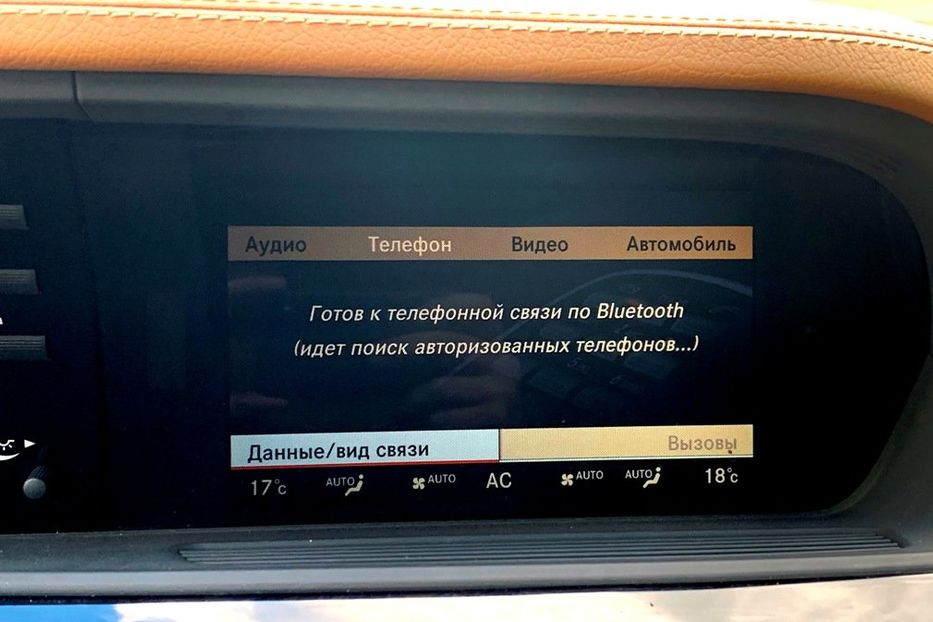 Аудио Телефон Видео Автомобиль
Готов к телефонной связи по Bluetooth
(идет поиск авторизованных телефонов...)
Данные/вид связи Вызовы
17°C AUTO AUTO AC AUTO AUTO 18°C